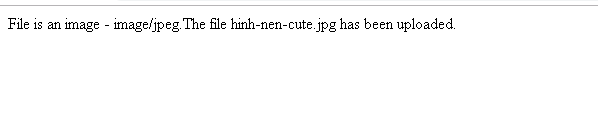 File is an image - image/jpeg.The file hinh-nen-cute.jpg has been uploaded.